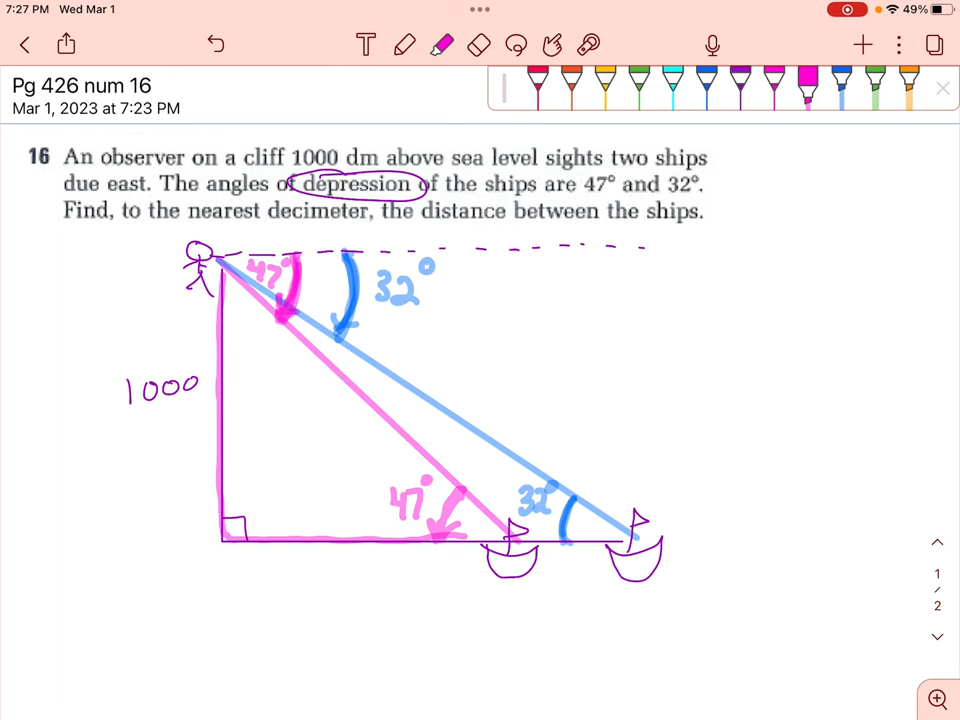 7:27 PM Wed Mar 1
49%
T
Pg 426 num 16
Mar 1, 2023 at 7:23 PM
16 An observer on a cliff 1000 dm above sea level sights two ships
due east. The angles of depression of the ships are 47° and 32°.
Find, to the nearest decimeter, the distance between the ships.
47°
32°
1000
47°
32°
1
/
2